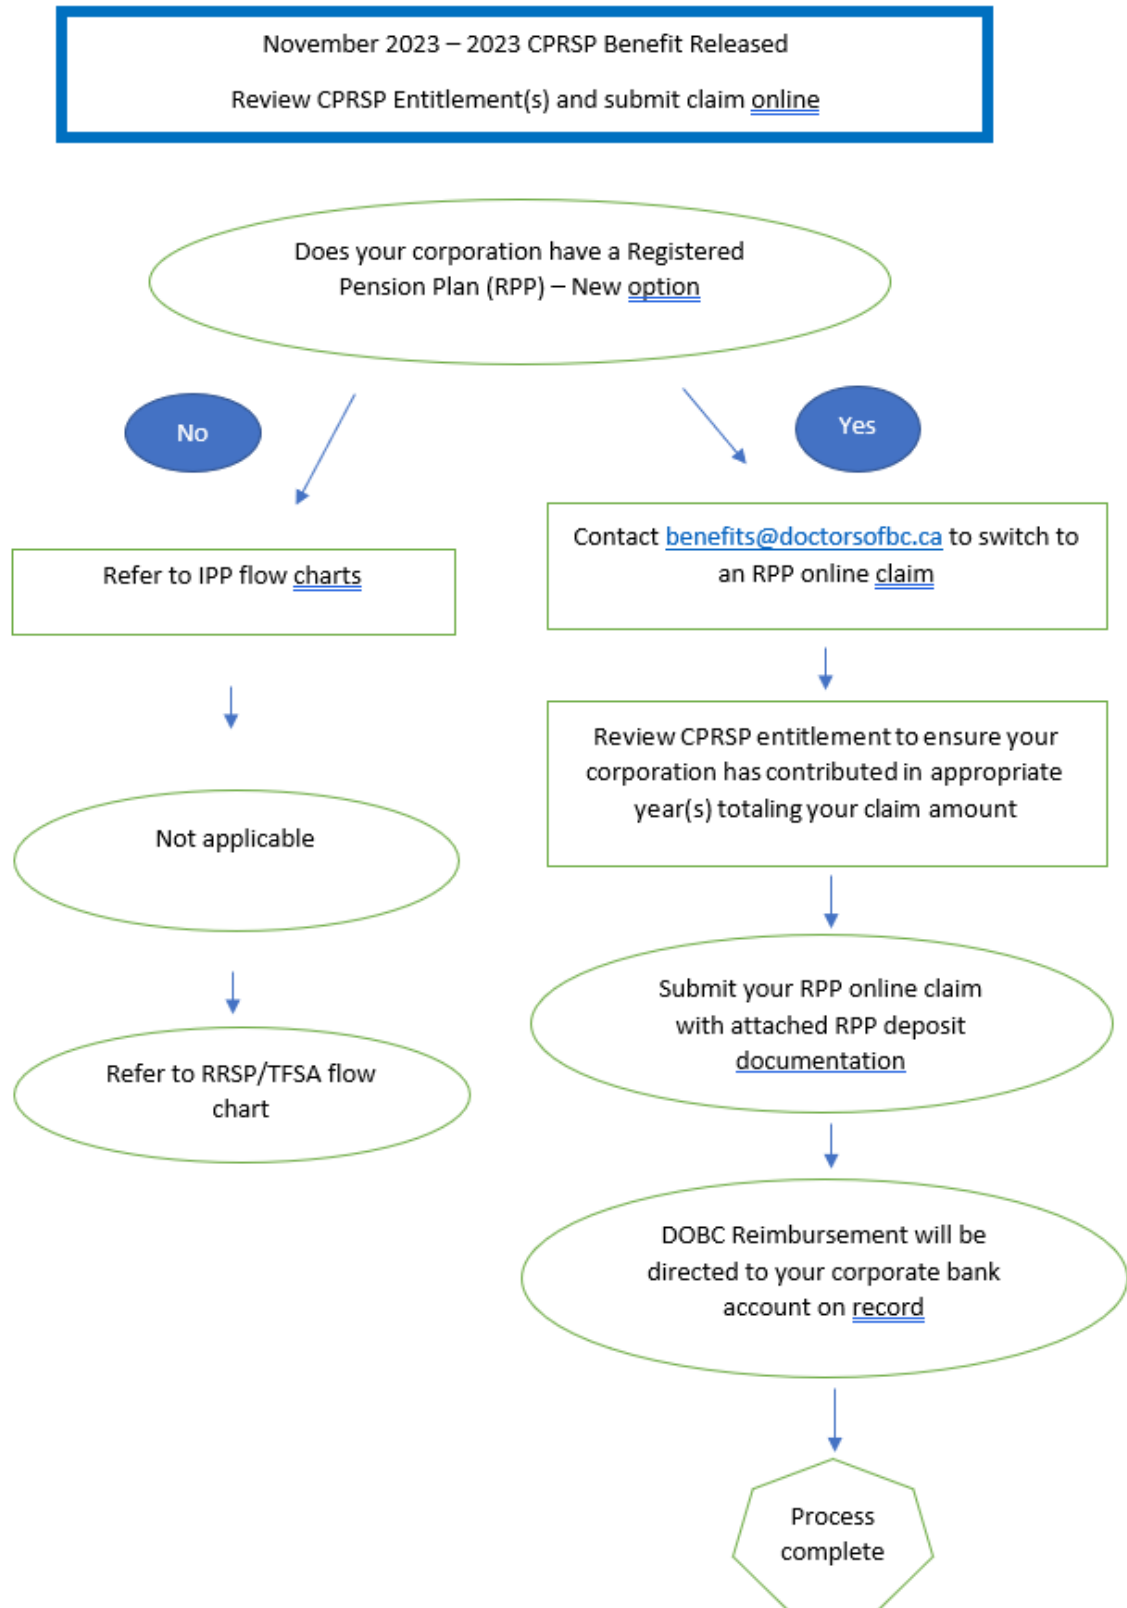 November 2023 – 2023 CPRSP Benefit Released
Review CPRSP Entitlement(s) and submit claim online
Does your corporation have a Registered
Pension Plan (RPP) – New option
No
Yes
Refer to IPP flow charts
Not applicable
Refer to RRSP/TFSA flow
chart
Contact benefits@doctorsofbc.ca to switch to
an RPP online claim
Review CPRSP entitlement to ensure your
corporation has contributed in appropriate
year(s) totaling your claim amount
Submit your RPP online claim
with attached RPP deposit
documentation
DOBC Reimbursement will be
directed to your corporate bank
account on record
Process
complete